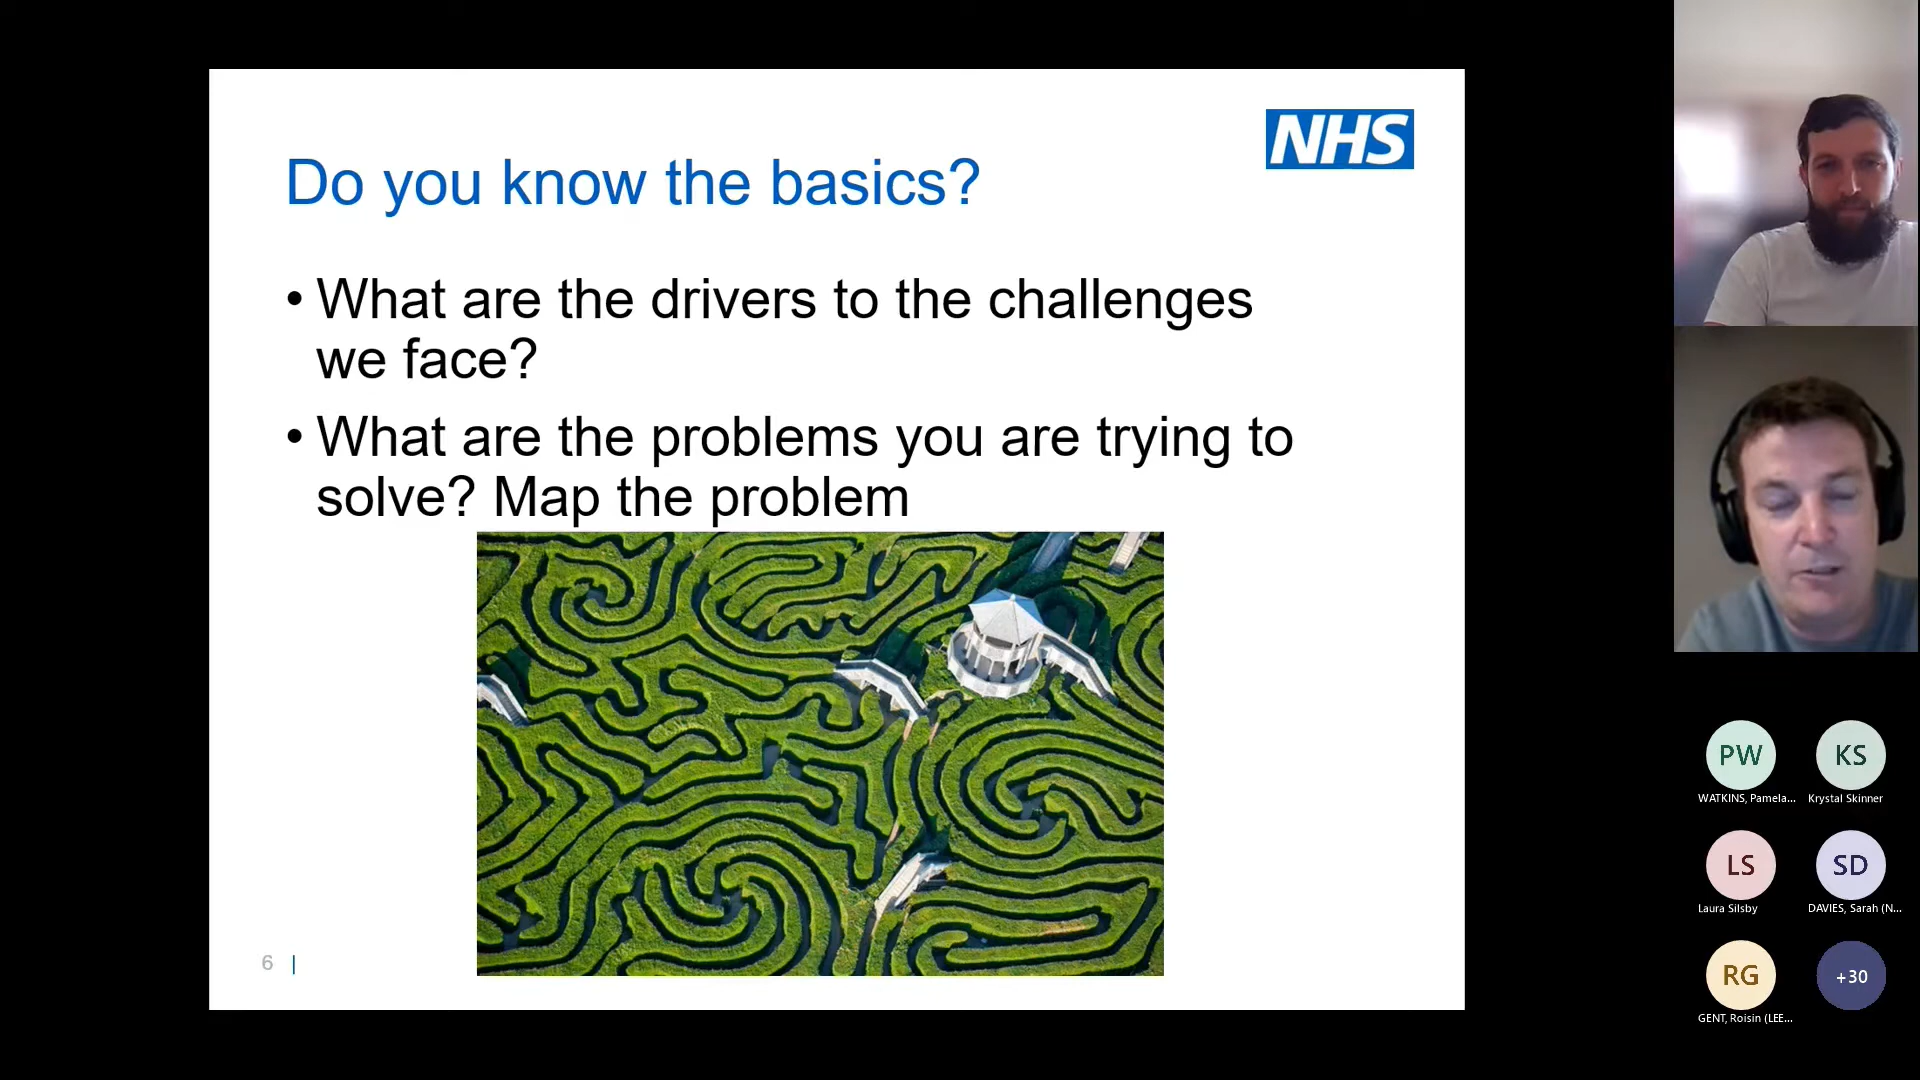 NHS
Do you know the basics?
• What are the drivers to the challenges
we face?
• What are the problems you are trying to
solve? Map the problem
6 |
PW
WATKINS, Pamela...
KS
Krystal Skinner
LS
Laura Silsby
SD
DAVIES, Sarah (N...
RG
GENT, Roisin (LEE...
+30